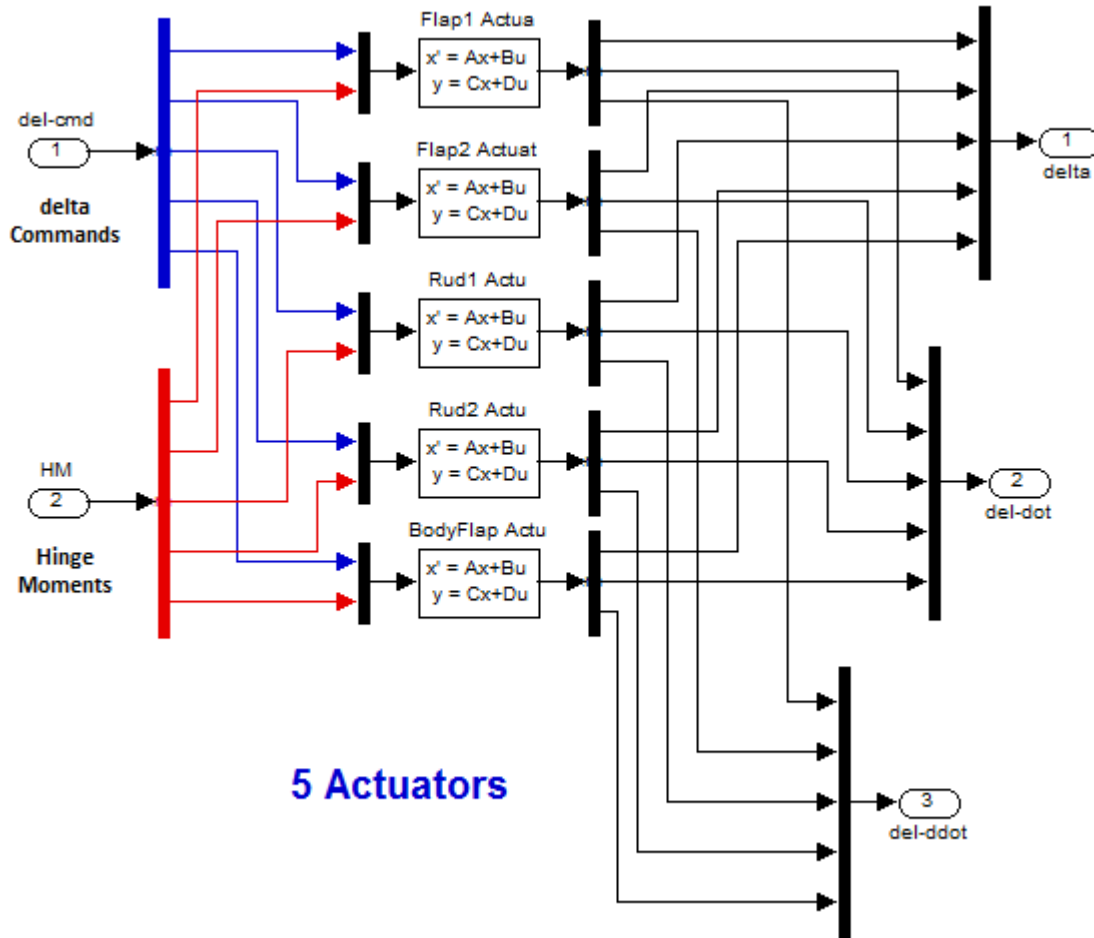 Flap1 Actua
x' = Ax+Bu
y = Cx+Du
del-cmd
1
delta
Commands
Flap2 Actuat
x' = Ax+Bu
y = Cx+Du
1
delta
Rud1 Actu
x' = Ax+Bu
y = Cx+Du
Rud2 Actu
x' = Ax+Bu
y = Cx+Du
HM
2
Hinge
Moments
2
del-dot
BodyFlap Actu
x' = Ax+Bu
y = Cx+Du
5 Actuators
3
del-ddot